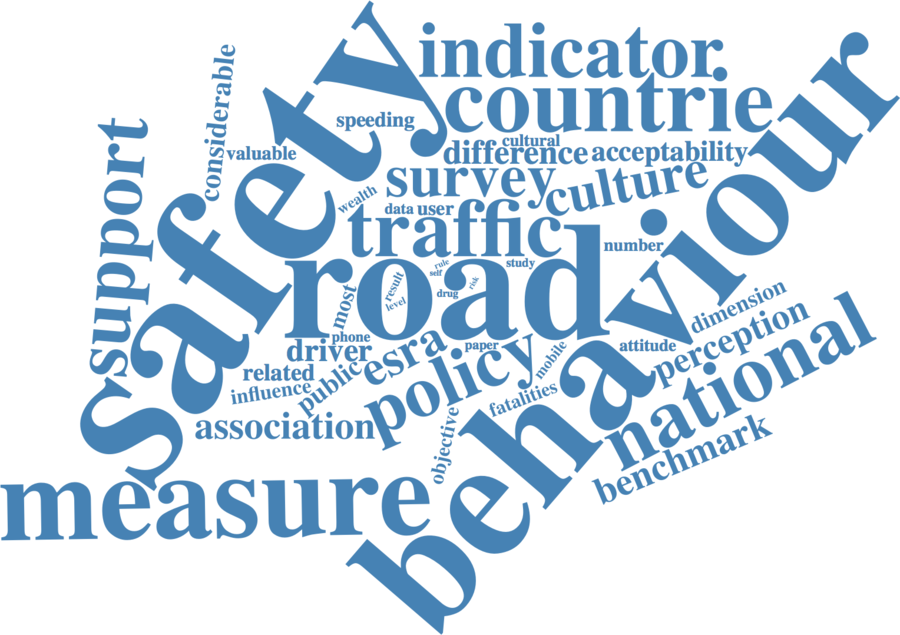 indicator
countrie
safety
considerable
speeding
cultural
valuable
difference
acceptability
behaviour
support
survey
culture
wealth
data
user
traffic
number
road
study
rule
self
risk
result
level
drug
most
phone
paper
dimension
driver
esra
attitude
perception
mobile
related
public
policy
national
influence
fatalities
association
objective
benchmark
measure